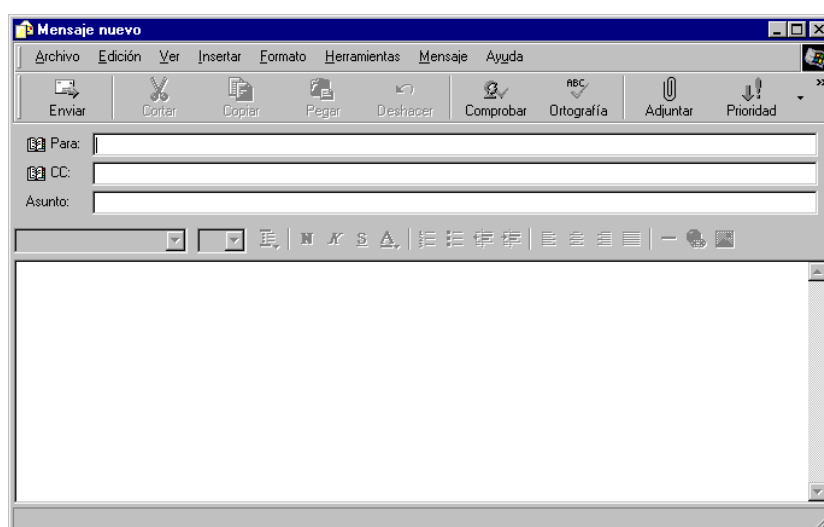 Mensaje nuevo
Archivo Edición Ver Insertar Formato Herramientas Mensaje Ayuda
ABC
Enviar Cortar Copiar Pegar Deshacer Comprobar Ortografía Adjuntar Prioridad »
Para:
CC:
Asunto:
N K S A